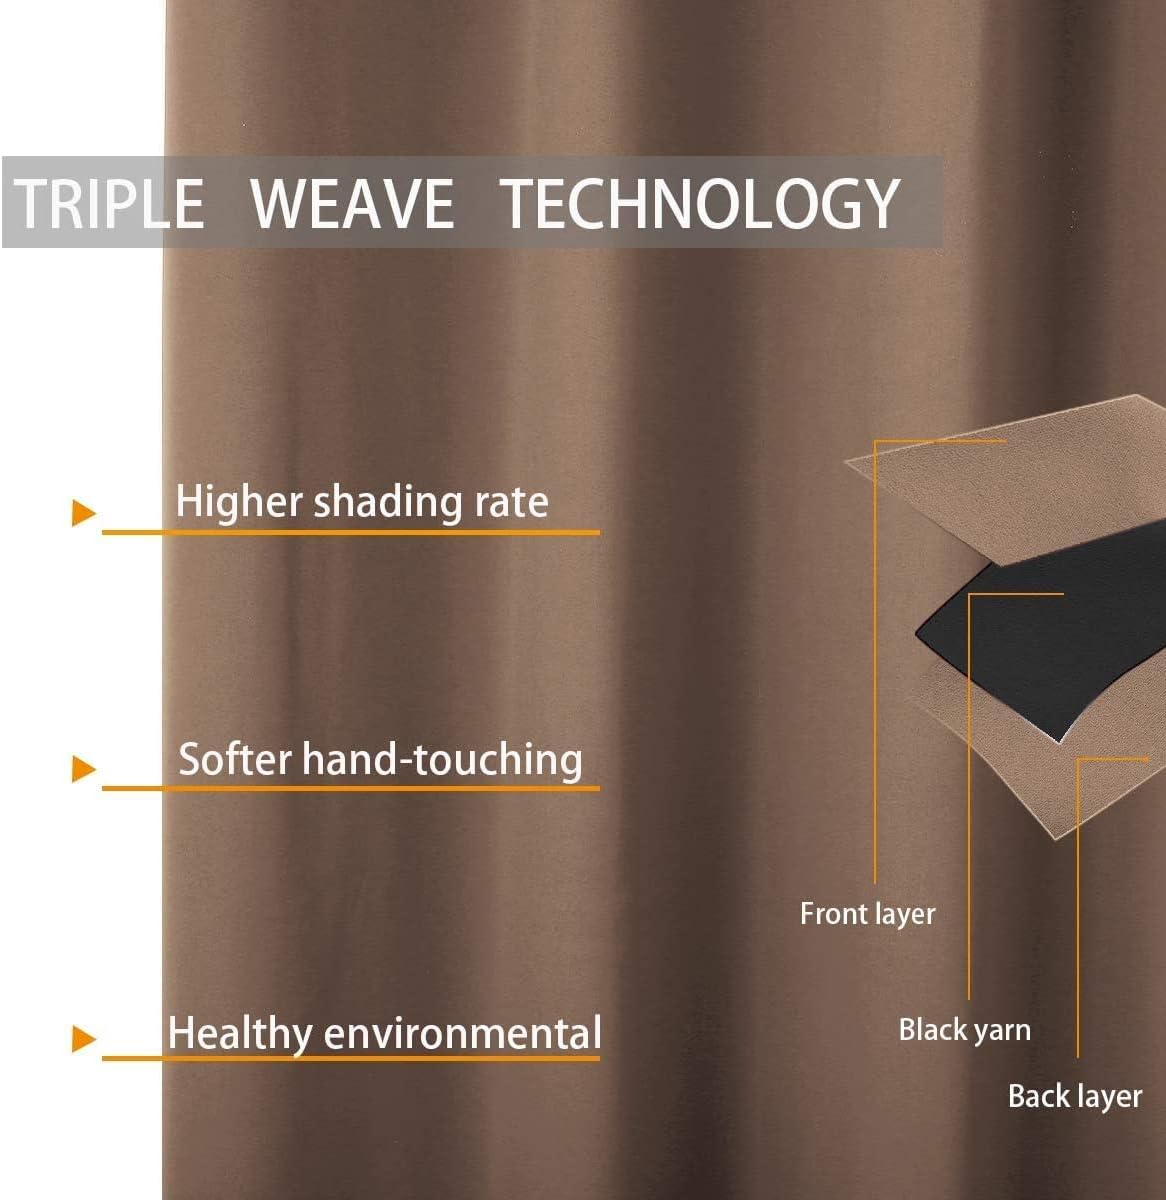 TRIPLE WEAVE TECHNOLOGY
Higher shading rate
Softer hand-touching
Healthy environmental
Front layer
Black yarn
Back layer